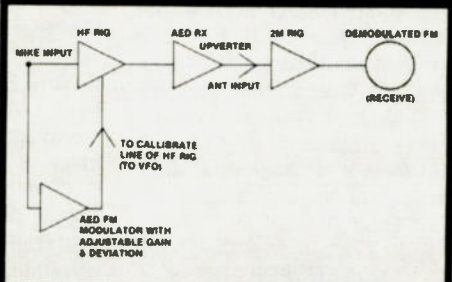 HF RIG
AED RX
2M RIG
DEMODULATED FM
MIKE INPUT
UPVERTER
ANT INPUT
(RECEIVE)
TO CALLIBRATE
LINE OF HF RIG
(TO VFO)
AED FM
MODULATOR WITH
ADJUSTABLE GAIN
& DEVIATION